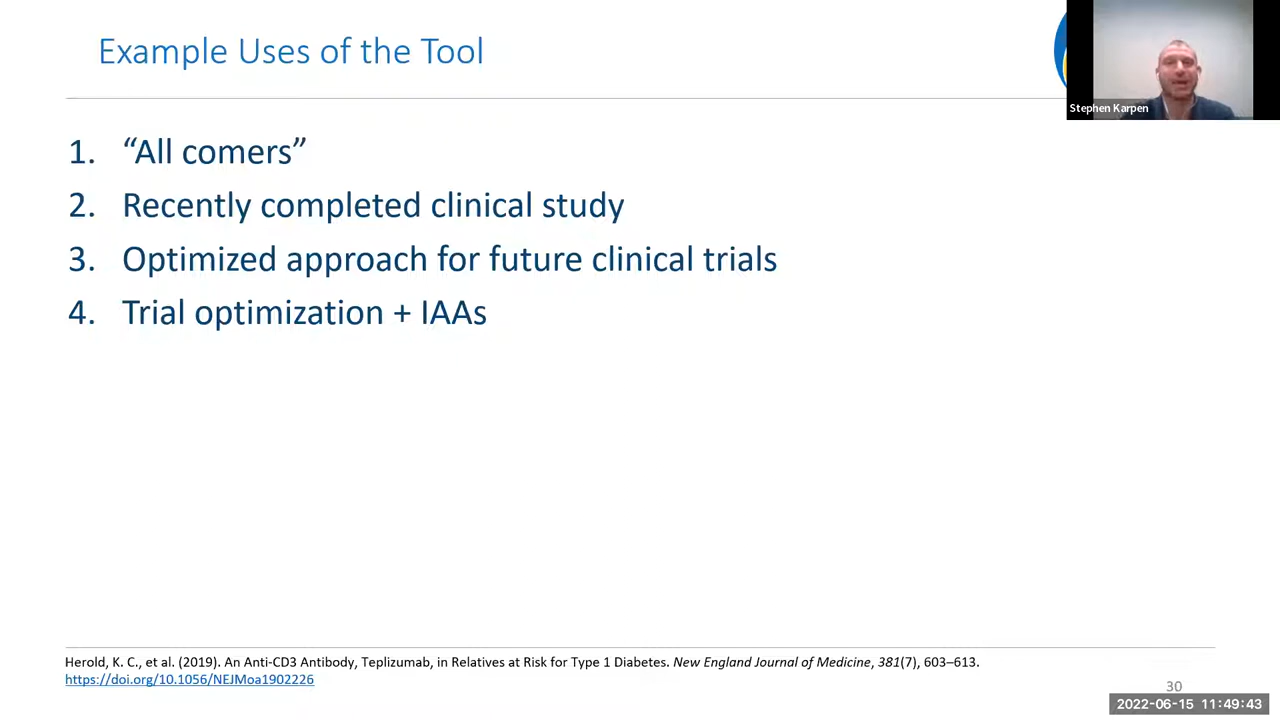 Example Uses of the Tool
Stephen Karpen
1. “All comers”
2. Recently completed clinical study
3. Optimized approach for future clinical trials
4. Trial optimization + IAAs
Herold, K. C., et al. (2019). An Anti-CD3 Antibody, Teplizumab, in Relatives at Risk for Type 1 Diabetes. New England Journal of Medicine, 381(7), 603–613.
https://doi.org/10.1056/NEJMoa1902226
30
2022-06-15 11:49:43